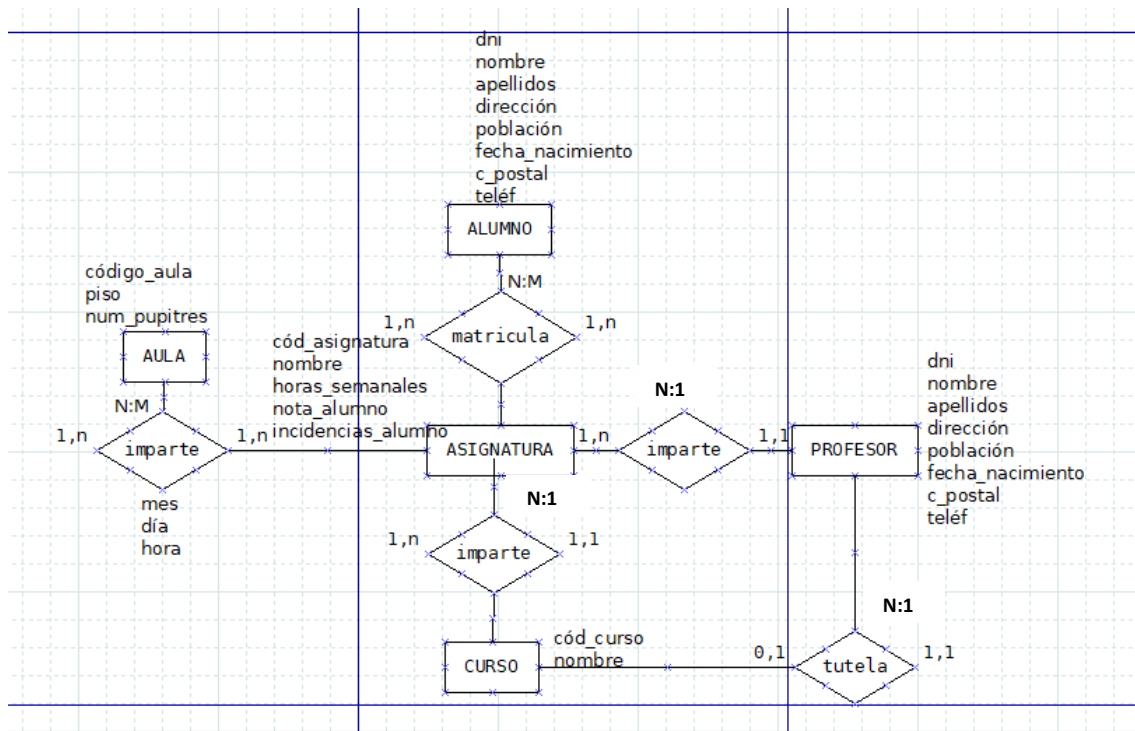 dni
nombre
apellidos
dirección
población
fecha_nacimiento
c_postal
teléf
ALUMNO
N:M
1,n
matricula
1,n
código_aula
piso
num_pupitres
AULA
N:M
1,n
imparte
1,n
mes
día
hora
cód_asignatura
nombre
horas_semanales
nota_alumno
incidencias_alumno
ASIGNATURA
N:1
1,n
imparte
1,1
PROFESOR
dni
nombre
apellidos
dirección
población
fecha_nacimiento
c_postal
teléf
N:1
1,n
imparte
1,1
CURSO
cód_curso
nombre
N:1
0,1
tutela
1,1